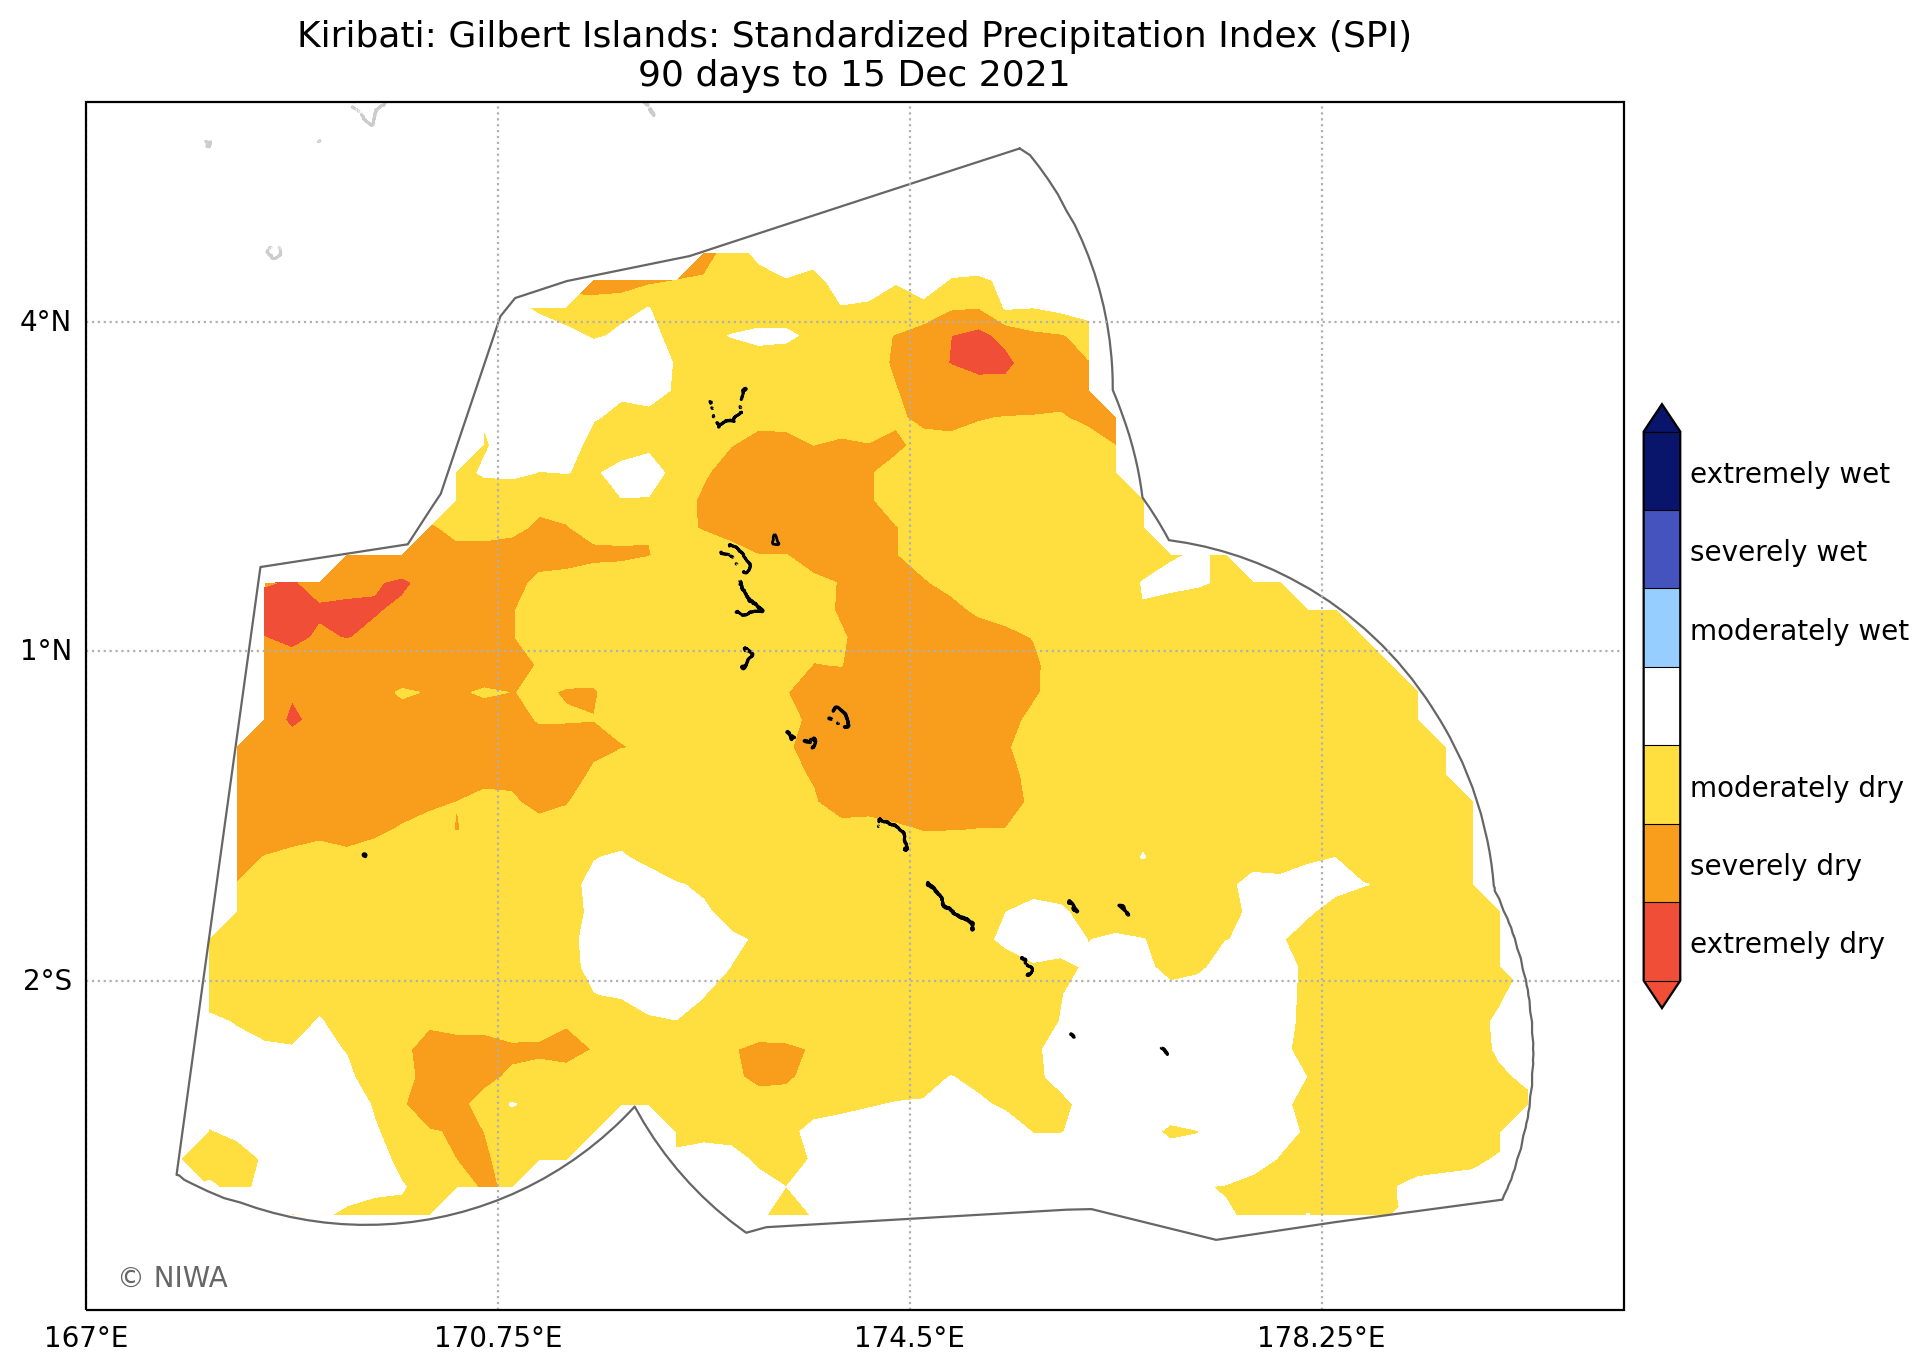 Kiribati: Gilbert Islands: Standardized Precipitation Index (SPI)
90 days to 15 Dec 2021
4°N
1°N
2°S
167°E
170.75°E
174.5°E
178.25°E
extremely wet
severely wet
moderately wet
moderately dry
severely dry
extremely dry
© NIWA